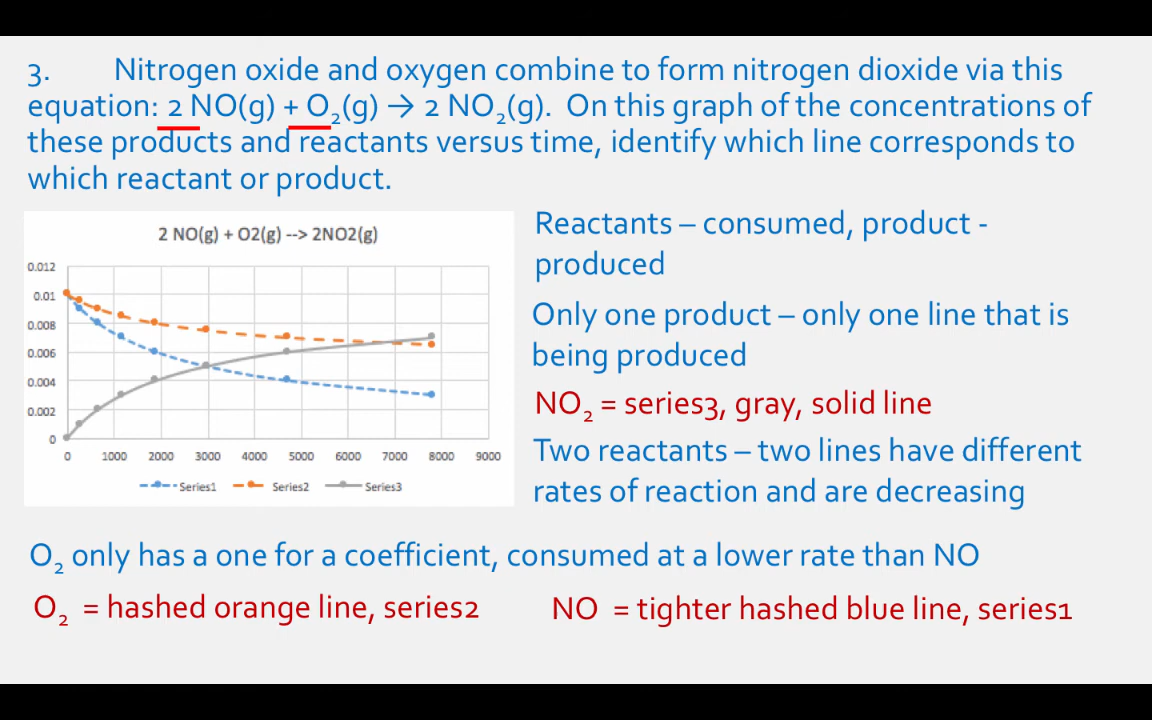 3. Nitrogen oxide and oxygen combine to form nitrogen dioxide via this
equation: 2 NO(g) + O₂(g) → 2 NO₂(g). On this graph of the concentrations of
these products and reactants versus time, identify which line corresponds to
which reactant or product.
2 NO(g) + O2(g) --> 2NO2(g)
0.012
0.01
0.008
0.006
0.004
0.002
0
0 1000 2000 3000 4000 5000 6000 7000 8000 9000
Series1 Series2 Series3
Reactants – consumed, product -
produced
Only one product – only one line that is
being produced
NO₂ = series3, gray, solid line
Two reactants – two lines have different
rates of reaction and are decreasing
O₂ only has a one for a coefficient, consumed at a lower rate than NO
O₂ = hashed orange line, series2
NO = tighter hashed blue line, series1